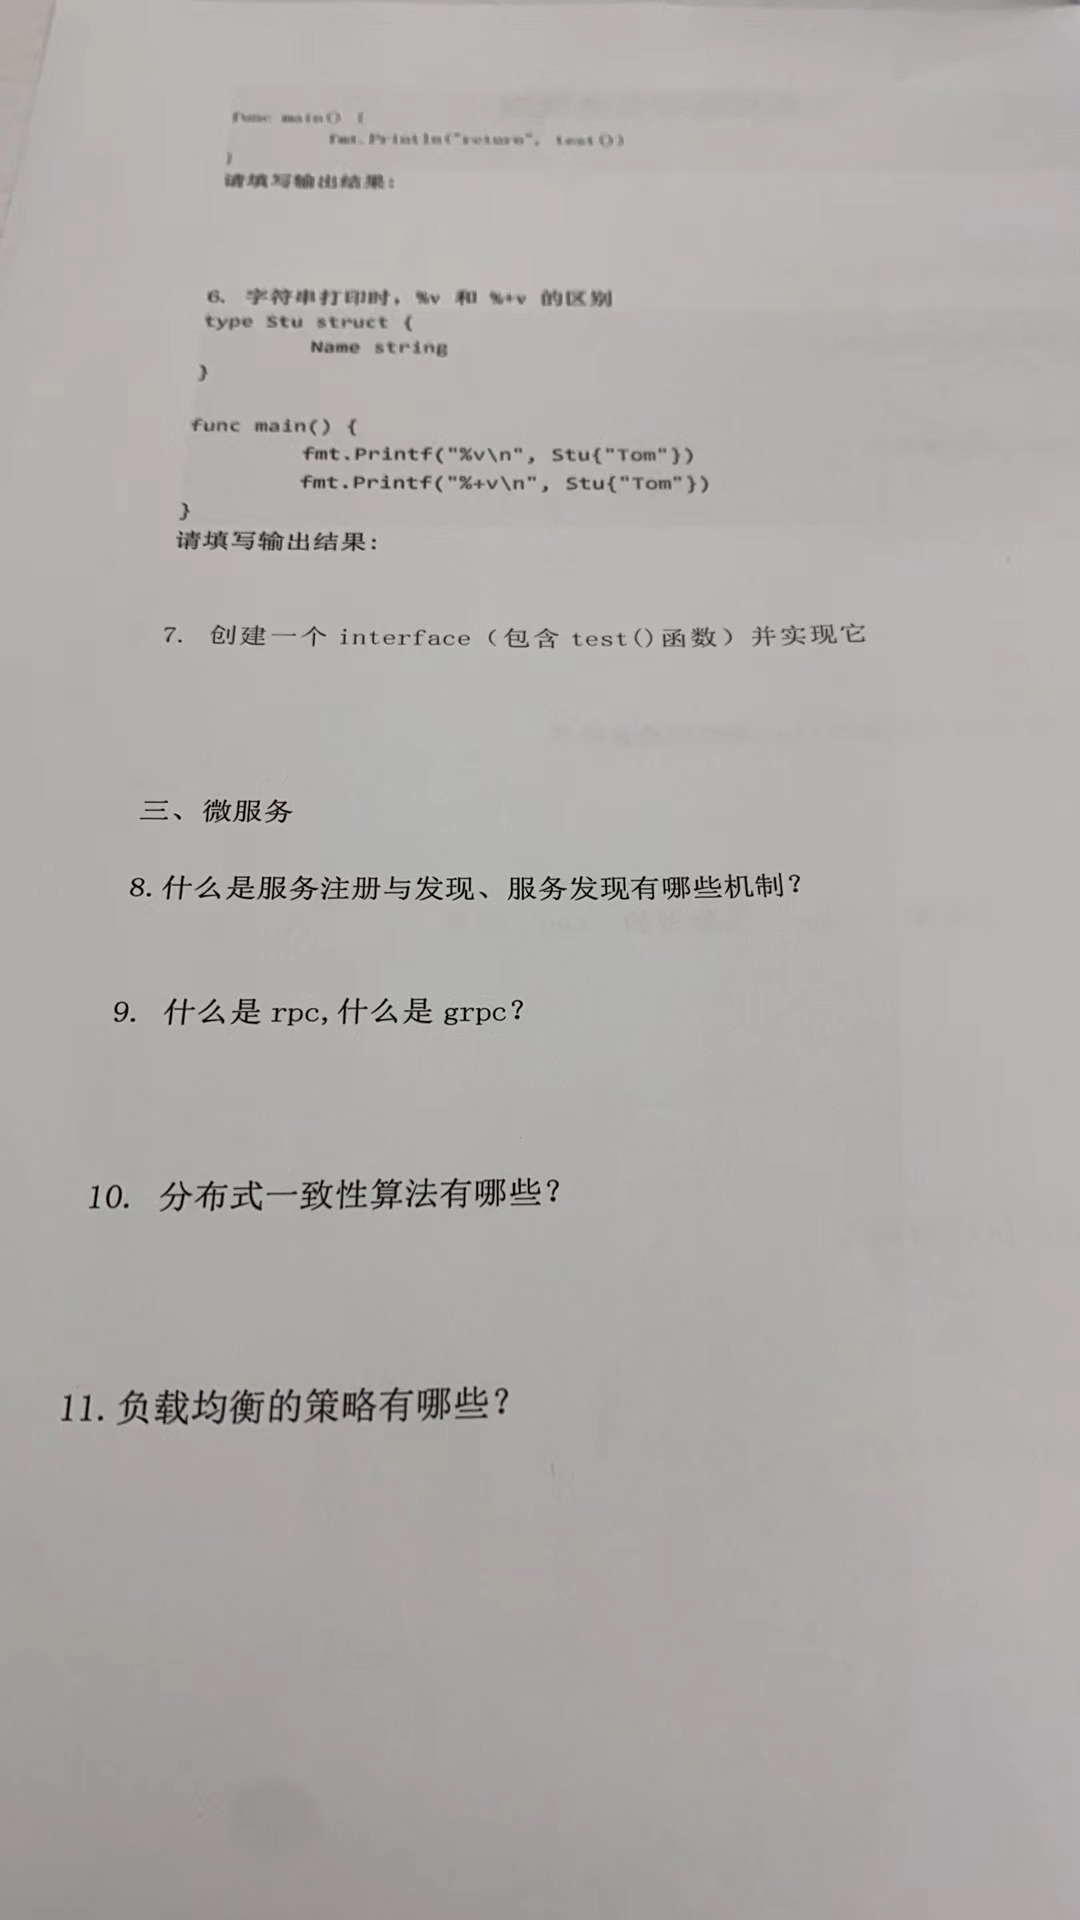 func main() {
fmt.Println("return", test())
}
请填写输出结果:
6. 字符串打印时, %v 和 %+v 的区别
type Stu struct {
Name string
}
func main() {
fmt.Printf("%v\n", Stu{"Tom"})
fmt.Printf("%+v\n", Stu{"Tom"})
}
请填写输出结果:
7. 创建一个 interface（包含 test()函数）并实现它
三、微服务
8.什么是服务注册与发现、服务发现有哪些机制?
9. 什么是 rpc,什么是 grpc?
10. 分布式一致性算法有哪些?
11.负载均衡的策略有哪些?